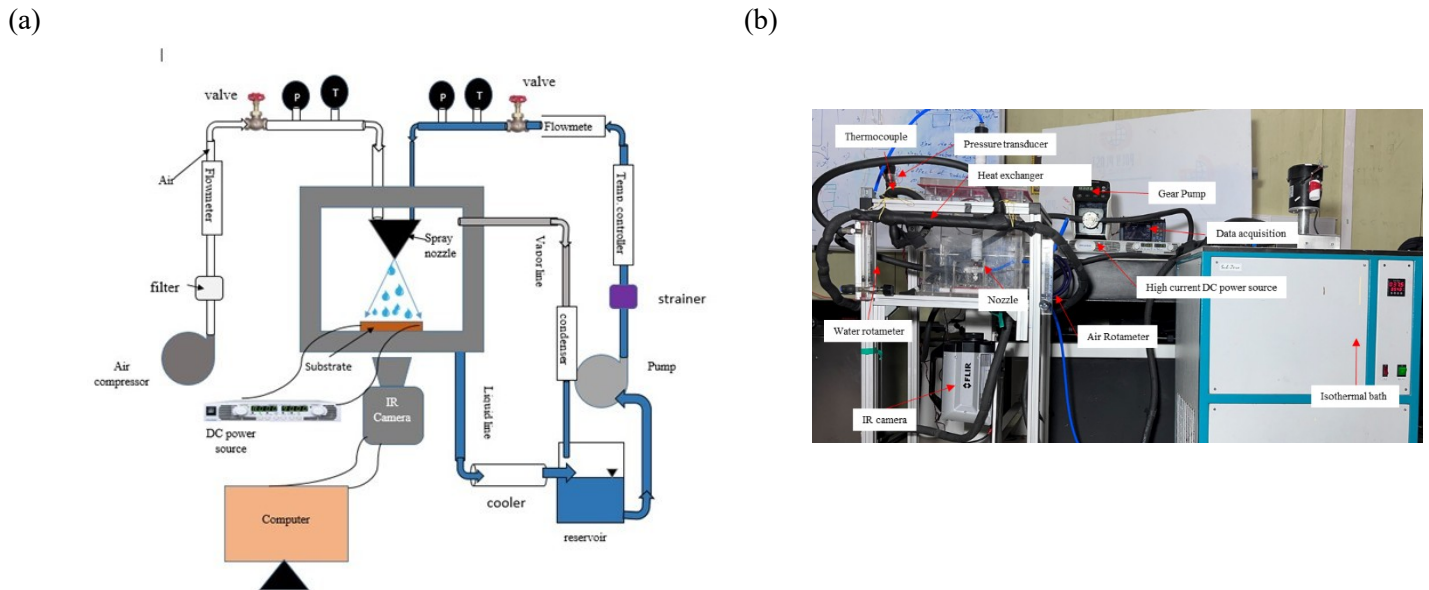 (a)
(b)
valve
P
T
P
T
valve
Flowmete
Air
Flowmeter
Temp. controller
Spray
nozzle
Vapor line
filter
strainer
condenser
Air
compressor
Substrate
Pump
IR
Camera
Liquid line
DC power
source
cooler
Computer
reservoir
Thermocouple
Pressure transducer
Heat exchanger
Gear Pump
Data acquisition
High current DC power source
Nozzle
Water rotameter
Air Rotameter
FLIR
IR camera
Isothermal bath